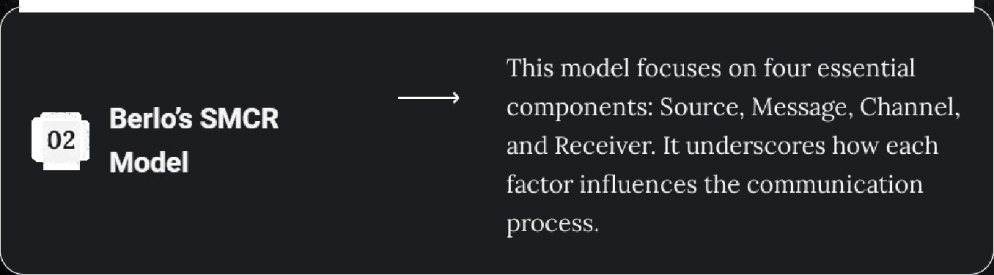 02
Berlo's SMCR
Model
This model focuses on four essential
components: Source, Message, Channel,
and Receiver. It underscores how each
factor influences the communication
process.